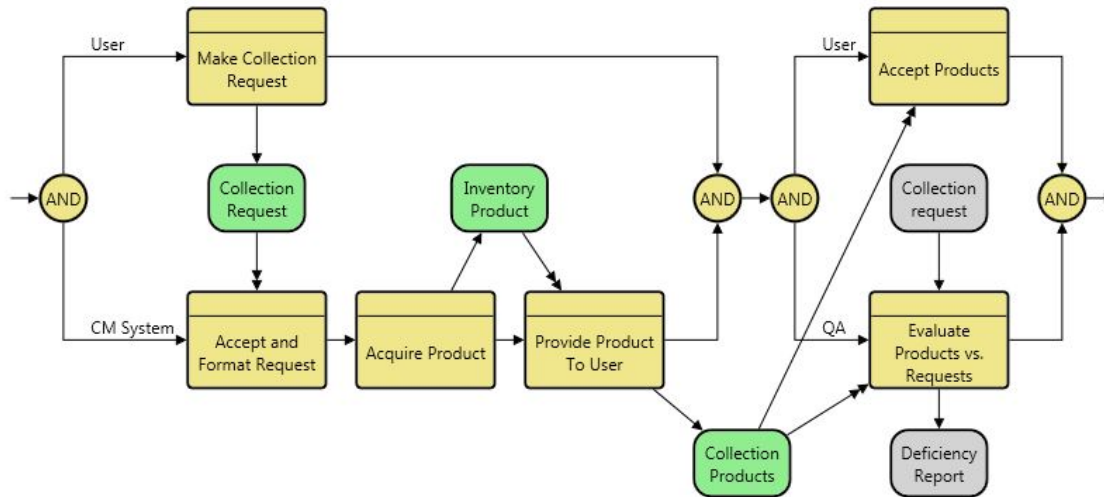 User
Make Collection
Request
User
Accept Products
AND
Collection
Request
Inventory
Product
AND
AND
Collection
request
AND
CM System
Accept and
Format Request
Acquire Product
Provide Product
To User
QA
Evaluate
Products vs.
Requests
Collection
Products
Deficiency
Report